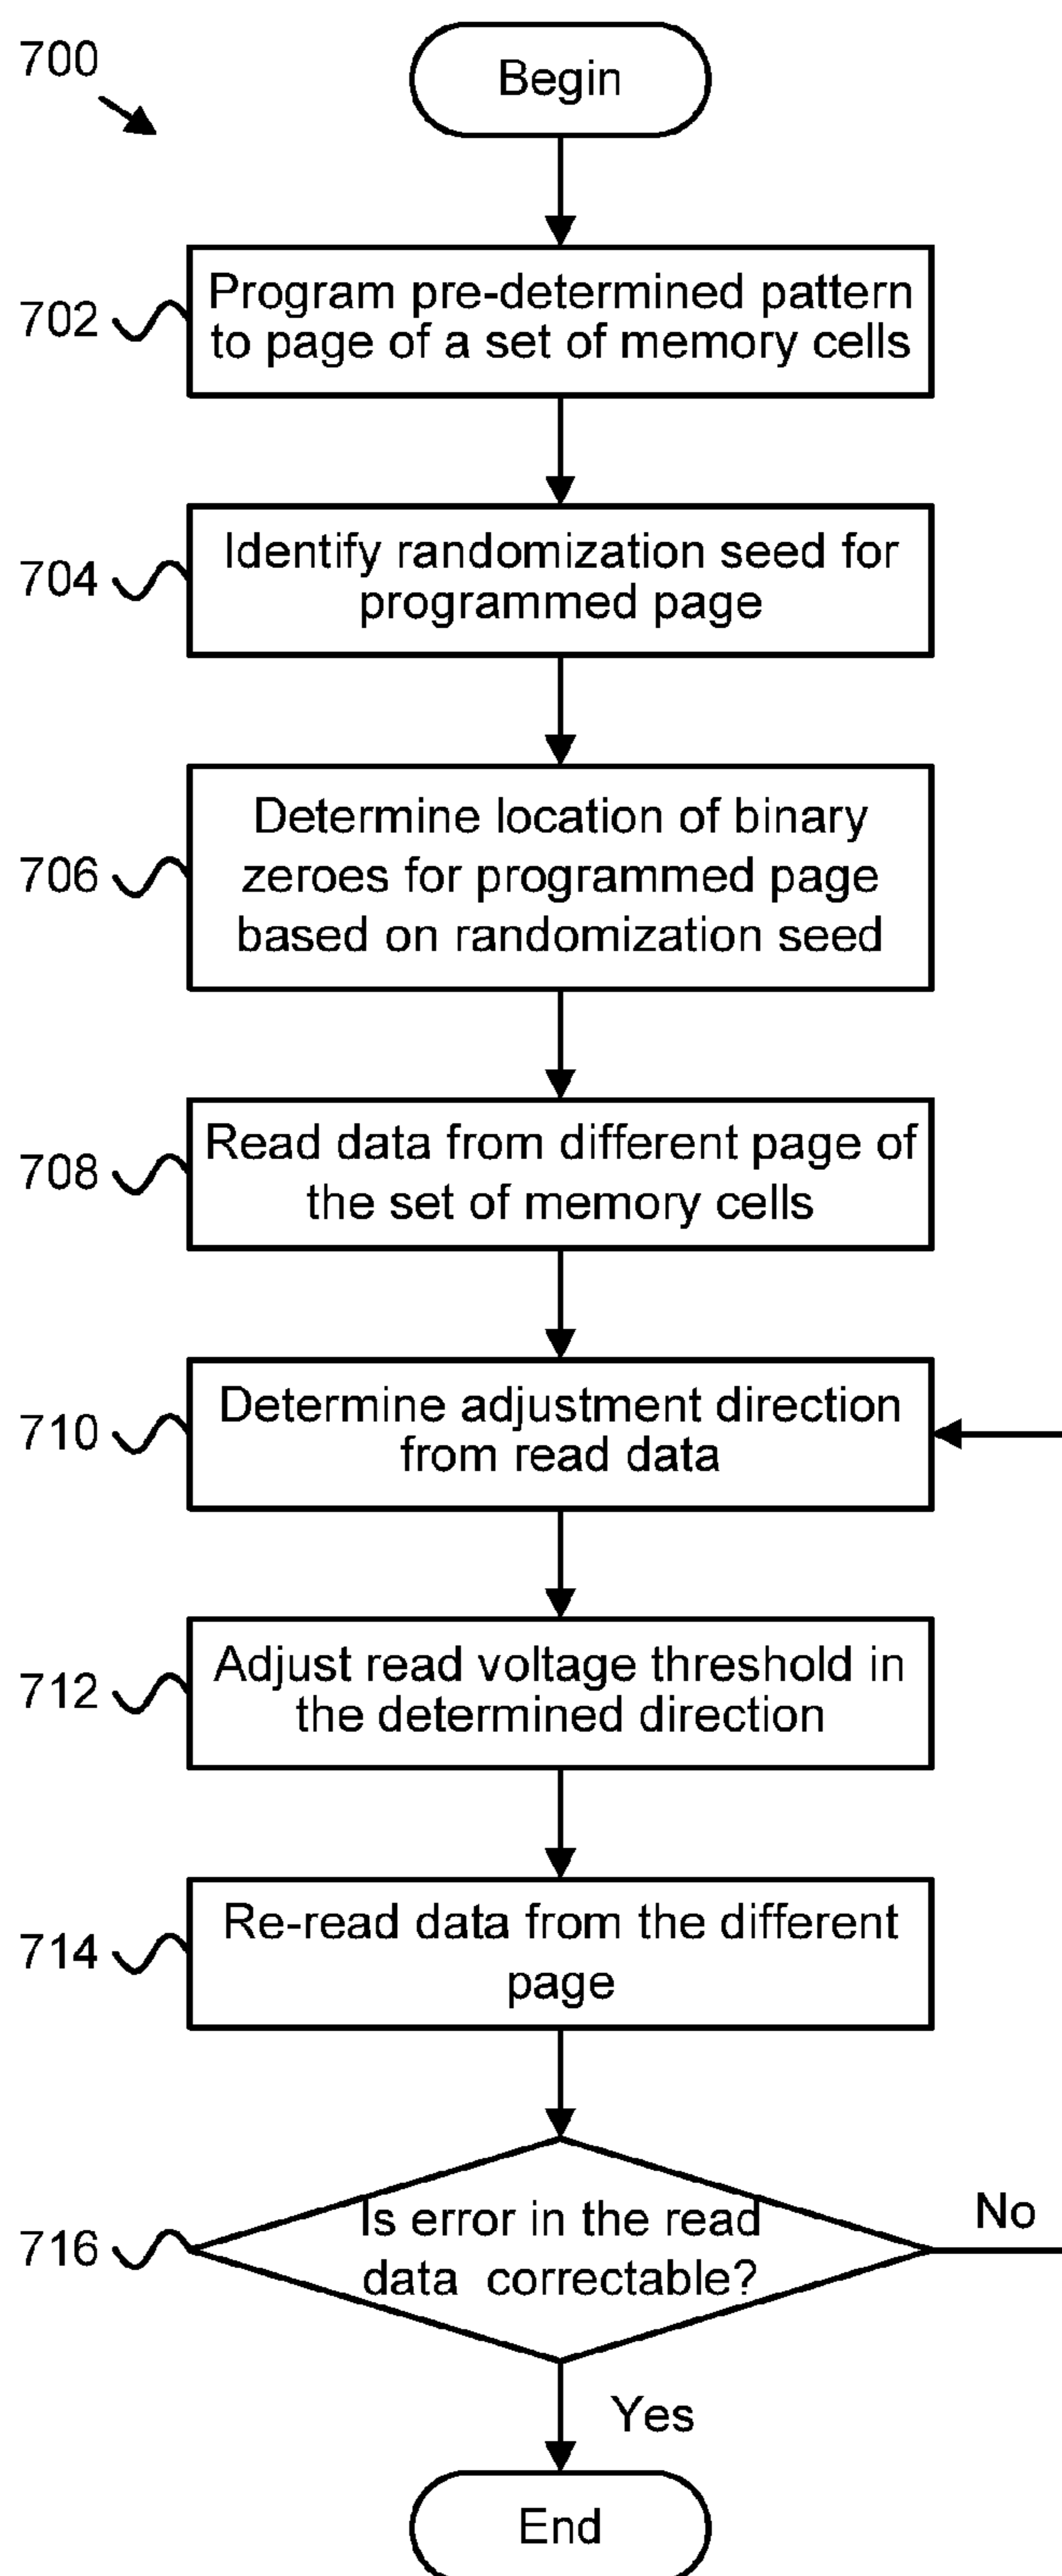 700
Begin
702
Program pre-determined pattern
to page of a set of memory cells
704
Identify randomization seed for
programmed page
706
Determine location of binary
zeroes for programmed page
based on randomization seed
708
Read data from different page of
the set of memory cells
710
Determine adjustment direction
from read data
712
Adjust read voltage threshold in
the determined direction
714
Re-read data from the different
page
716
Is error in the read
data correctable?
No
Yes
End